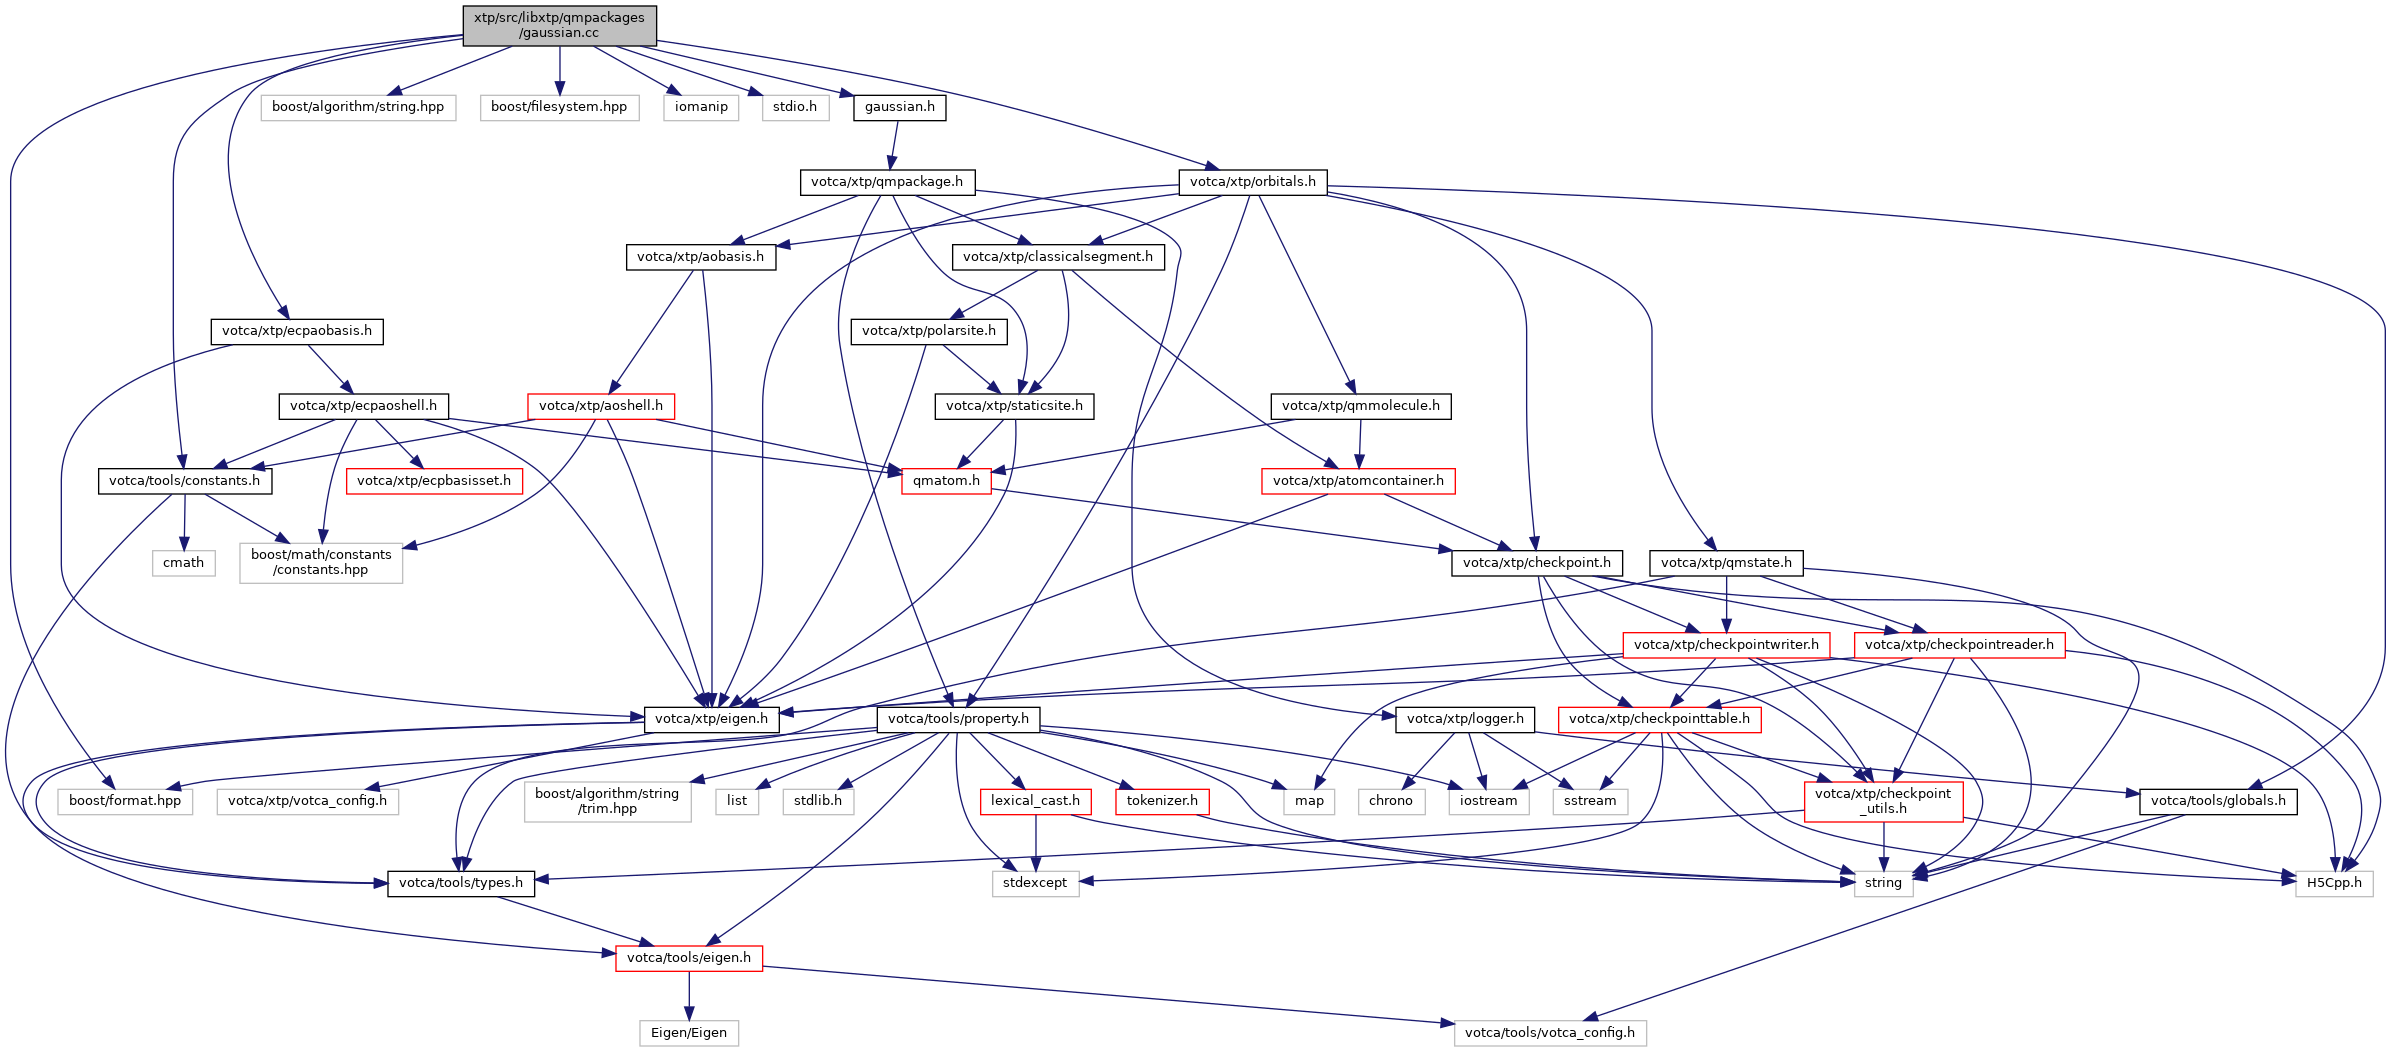 xtp/src/libxtp/qmpackages
/gaussian.cc
boost/algorithm/string.hpp
boost/filesystem.hpp
iomanip
stdio.h
gaussian.h
votca/xtp/qmpackage.h
votca/xtp/orbitals.h
votca/xtp/aobasis.h
votca/xtp/classicalsegment.h
votca/xtp/ecpaobasis.h
votca/xtp/polarsite.h
votca/xtp/ecpaoshell.h
votca/xtp/aoshell.h
votca/xtp/staticsite.h
votca/xtp/qmmolecule.h
votca/tools/constants.h
votca/xtp/ecpbasisset.h
qmatom.h
votca/xtp/atomcontainer.h
cmath
boost/math/constants
/constants.hpp
votca/xtp/checkpoint.h
votca/xtp/qmstate.h
votca/xtp/checkpointwriter.h
votca/xtp/checkpointreader.h
votca/xtp/eigen.h
votca/tools/property.h
votca/xtp/logger.h
votca/xtp/checkpointtable.h
boost/format.hpp
votca/xtp/votca_config.h
boost/algorithm/string
/trim.hpp
list
stdlib.h
lexical_cast.h
tokenizer.h
map
chrono
iostream
sstream
votca/xtp/checkpoint
_utils.h
votca/tools/globals.h
votca/tools/types.h
stdexcept
string
H5Cpp.h
votca/tools/eigen.h
Eigen/Eigen
votca/tools/votca_config.h